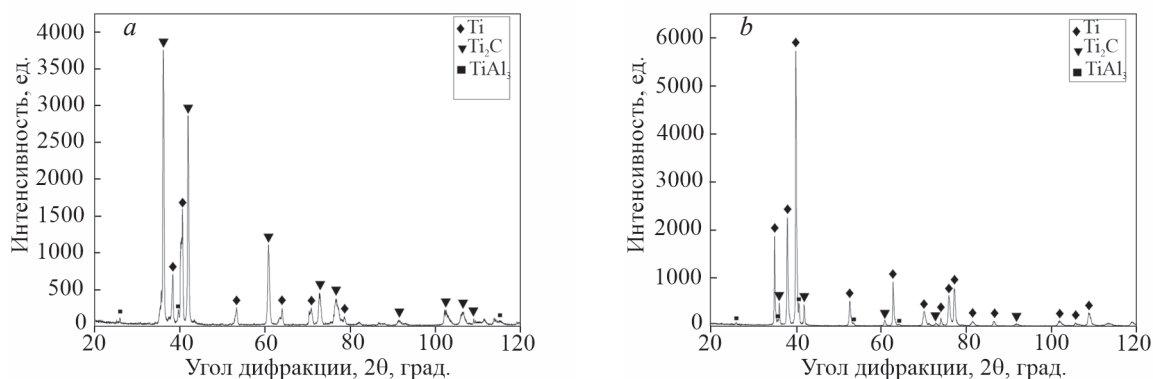 a
◆ Ti
▼ Ti₂C
■ TiAl₃
Интенсивность, ед.
4000
3500
3000
2500
2000
1500
1000
500
0
20 40 60 80 100 120
Угол дифракции, 2θ, град.
b
◆ Ti
▼ Ti₂C
■ TiAl₃
Интенсивность, ед.
6000
5000
4000
6000
2000
1000
0
20 40 60 80 100 120
Угол дифракции, 2θ, град.